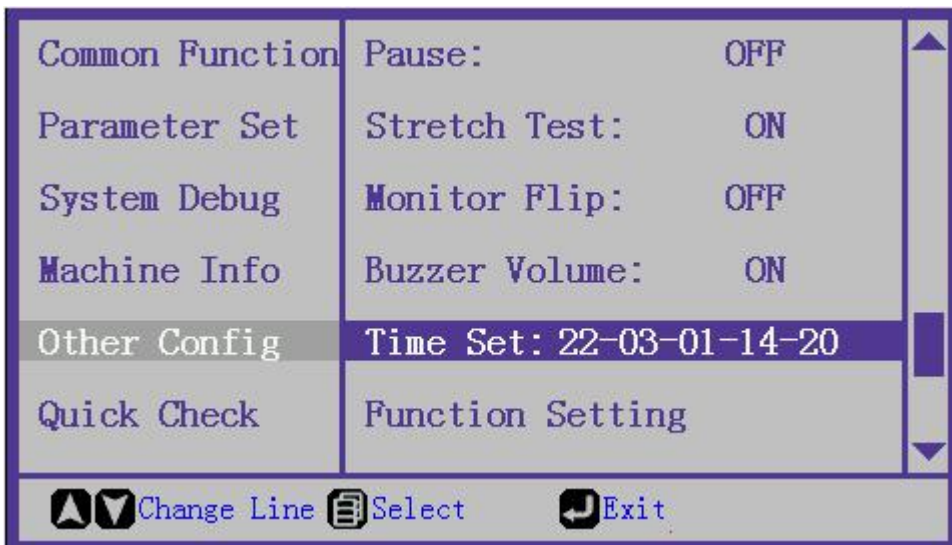 Common Function Pause: OFF
Parameter Set Stretch Test: ON
System Debug Monitor Flip: OFF
Machine Info Buzzer Volume: ON
Other Config Time Set: 22-03-01-14-20
Quick Check Function Setting
Change Line Select Exit